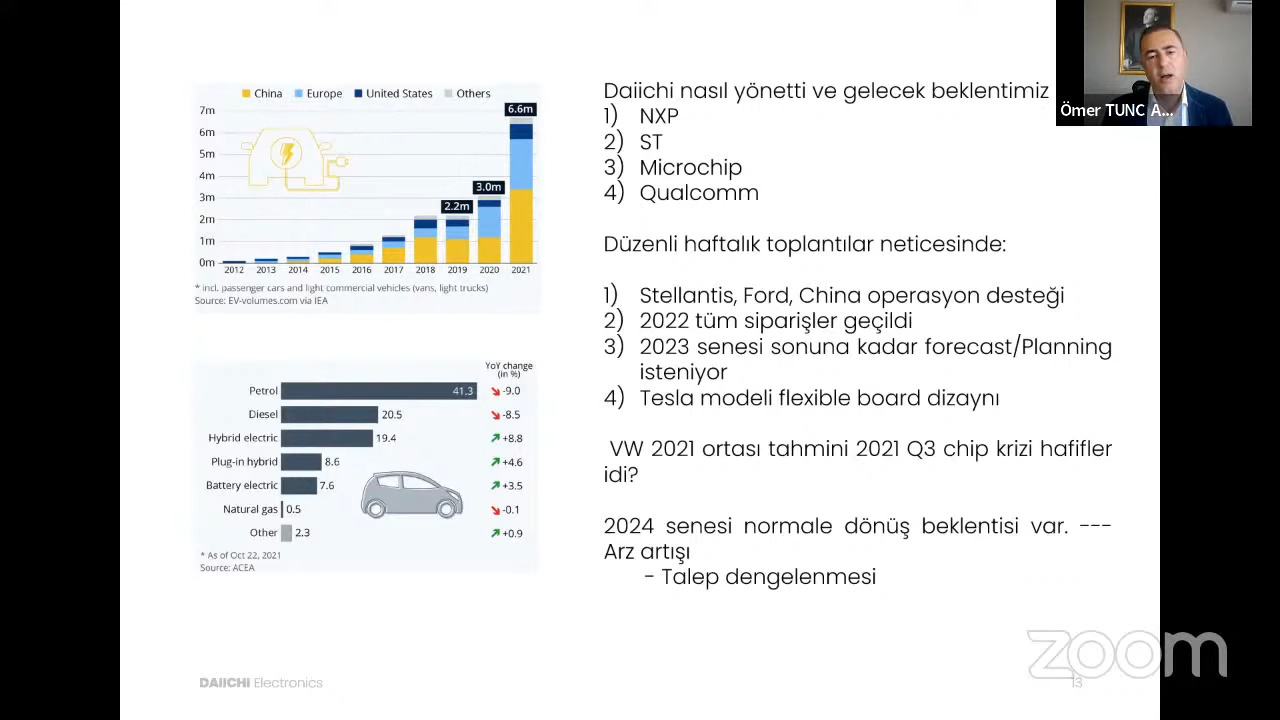 China Europe United States Others
7m
6m
5m
4m
3m
2m
1m
0m
6.6m
3.0m
2.2m
2012 2013 2014 2015 2016 2017 2018 2019 2020 2021
* incl. passenger cars and light commercial vehicles (vans, light trucks)
Source: EV-volumes.com via IEA
YoY change
(in %)
Petrol 41.3 -9.0
Diesel 20.5 -8.5
Hybrid electric 19.4 +8.8
Plug-in hybrid 8.6 +4.6
Battery electric 7.6 +3.5
Natural gas 0.5 -0.1
Other 2.3 +0.9
* As of Oct 22, 2021
Source: ACEA
Daiichi nasıl yönetti ve gelecek beklentimiz
1) NXP
2) ST
3) Microchip
4) Qualcomm
Düzenli haftalık toplantılar neticesinde:
1) Stellantis, Ford, China operasyon desteği
2) 2022 tüm siparişler geçildi
3) 2023 senesi sonuna kadar forecast/Planning
isteniyor
4) Tesla modeli flexible board dizaynı
VW 2021 ortası tahmini 2021 Q3 chip krizi hafifler
idi?
2024 senesi normale dönüş beklentisi var. ---
Arz artışı
- Talep dengelenmesi
Ömer TUNC A...
DAIICHI Electronics
13
zoom